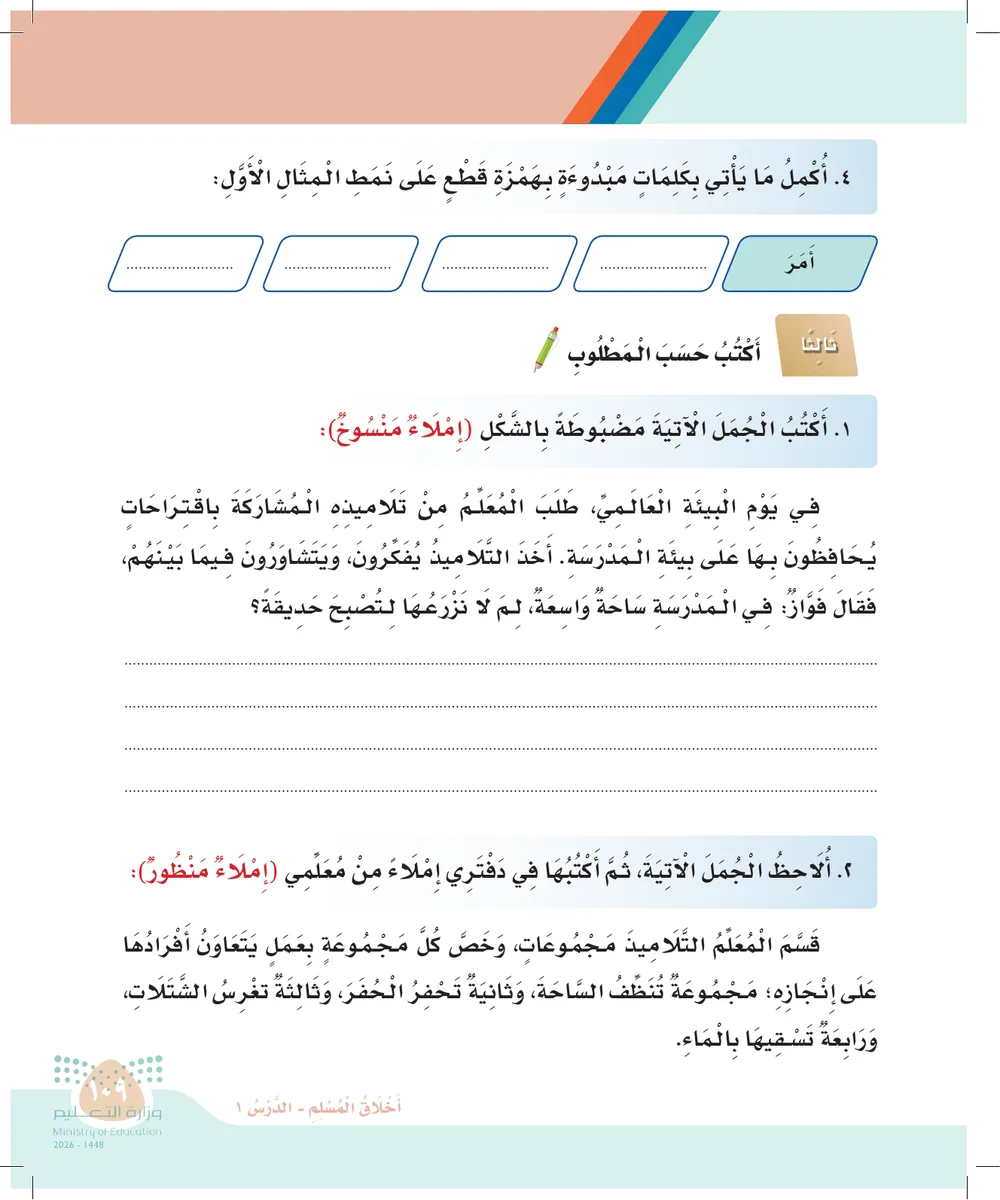 ٤. أُكْمِلُ مَا يَأْتِي بِكَلِمَاتٍ مَبْدُوءَةٍ بِهَمْزَةِ قَطْعٍ عَلَى نَمَطِ الْمِثَالِ الْأَوَّلِ:
أَمَرَ ......................... ......................... ......................... .........................
ثَالِثًا
أَكْتُبُ حَسَبَ الْمَطْلُوبِ
١. أَكْتُبُ الْجُمَلَ الْآتِيَةَ مَضْبُوطَةً بِالشَّكْلِ (إِمْلَاءٌ مَنْسُوخٌ):
فِي يَوْمِ الْبِيئَةِ الْعَالَمِيِّ، طَلَبَ الْمُعَلِّمُ مِنْ تَلَامِيذِهِ الْمُشَارَكَةَ بِاقْتِرَاحَاتٍ
يُحَافِظُونَ بِهَا عَلَى بِيئَةِ الْمَدْرَسَةِ. أَخَذَ التَّلَامِيذُ يُفَكِّرُونَ، وَيَتَشَاوَرُونَ فِيمَا بَيْنَهُمْ،
فَقَالَ فَوَّازٌ: فِي الْمَدْرَسَةِ سَاحَةٌ وَاسِعَةٌ، لِمَ لَا نَزْرَعُهَا لِتُصْبِحَ حَدِيقَةً؟
٢. أُلَاحِظُ الْجُمَلَ الْآتِيَةَ، ثُمَّ أَكْتُبُهَا فِي دَفْتَرِي إِمْلَاءً مِنْ مُعَلِّمِي (إِمْلَاءٌ مَنْظُورٌ):
قَسَّمَ الْمُعَلِّمُ التَّلَامِيذَ مَجْمُوعَاتٍ، وَخَصَّ كُلَّ مَجْمُوعَةٍ بِعَمَلٍ يَتَعَاوَنُ أَفْرَادُهَا
عَلَى إِنْجَازِهِ؛ مَجْمُوعَةٌ تُنَظِّفُ السَّاحَةَ، وَثَانِيَةٌ تَحْفِرُ الْحُفَرَ، وَثَالِثَةٌ تغْرِسُ الشَّتَلَاتِ،
وَرَابِعَةٌ تَسْقِيهَا بِالْمَاءِ.
أَخْلَاقُ الْمُسْلِمِ - الدَّرْسُ ١
١٠٩
وزارة التعـــليم
Ministry of Education
2026 - 1448